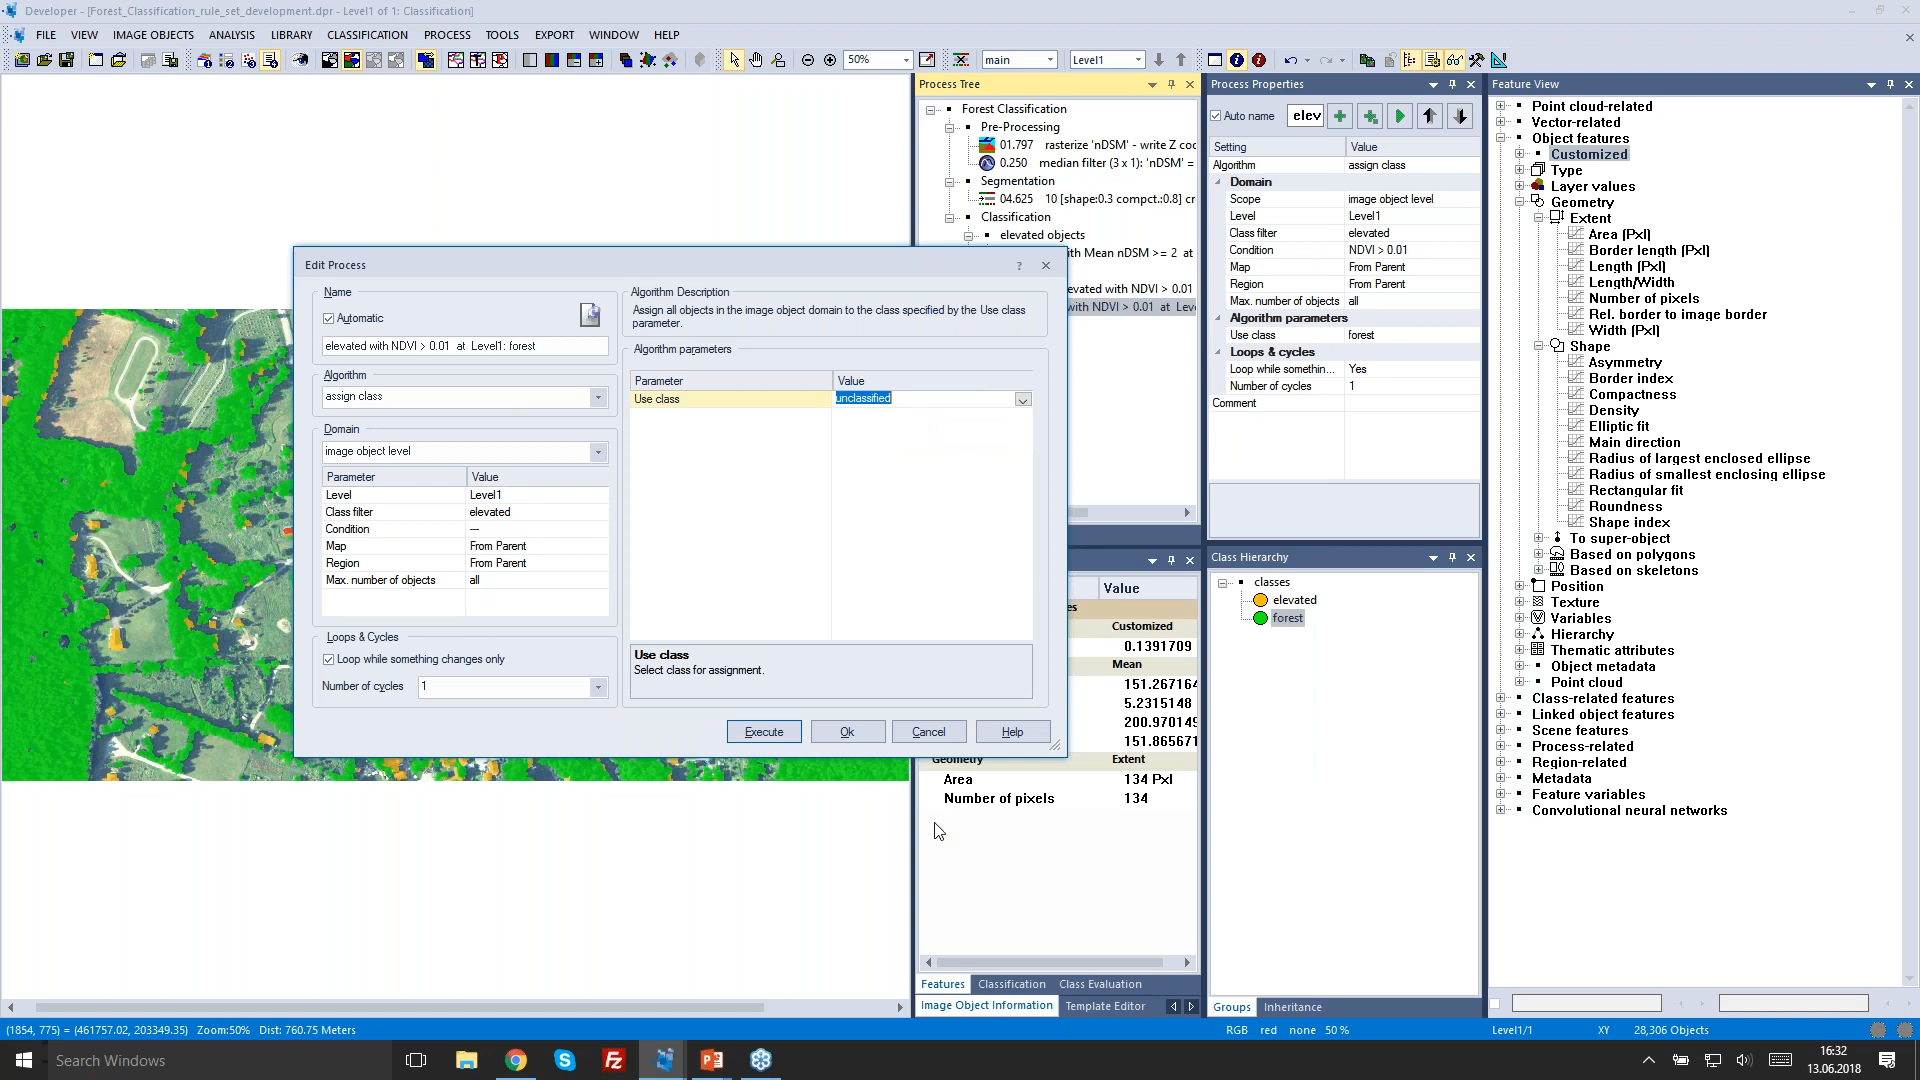 Developer - [Forest_Classification_rule_set_development.dpr - Level1 of 1: Classification]
FILE VIEW IMAGE OBJECTS ANALYSIS LIBRARY CLASSIFICATION PROCESS TOOLS EXPORT WINDOW HELP
50% main Level1
Process Tree
Forest Classification
Pre-Processing
01.797 rasterize 'nDSM' - write Z coo
0.250 median filter (3 x 1): 'nDSM' =
Segmentation
04.625 10 [shape:0.3 compct.:0.8] cr
Classification
elevated objects
ith Mean nDSM >= 2 at
levated with NDVI > 0.01
with NDVI > 0.01 at Leve
Edit Process
? ×
Name
Automatic
elevated with NDVI > 0.01 at Level1: forest
Algorithm
assign class
Domain
image object level
Parameter Value
Level Level1
Class filter elevated
Condition ---
Map From Parent
Region From Parent
Max. number of objects all
Loops & Cycles
Loop while something changes only
Number of cycles 1
Algorithm Description
Assign all objects in the image object domain to the class specified by the Use class
parameter.
Algorithm parameters
Parameter Value
Use class unclassified
Use class
Select class for assignment.
Execute Ok Cancel Help
Value
es
Customized
0.1391709
Mean
151.267164
5.2315148
200.970149
151.865671
Geometry Extent
Area 134 Pxl
Number of pixels 134
Features Classification Class Evaluation
Image Object Information Template Editor
Process Properties
Auto name elev
Setting Value
Algorithm assign class
Domain
Scope image object level
Level Level1
Class filter elevated
Condition NDVI > 0.01
Map From Parent
Region From Parent
Max. number of objects all
Algorithm parameters
Use class forest
Loops & cycles
Loop while somethin... Yes
Number of cycles 1
Comment
Class Hierarchy
classes
elevated
forest
Groups Inheritance
Feature View
Point cloud-related
Vector-related
Object features
Customized
Type
Layer values
Geometry
Extent
Area (Pxl)
Border length (Pxl)
Length (Pxl)
Length/Width
Number of pixels
Rel. border to image border
Width (Pxl)
Shape
Asymmetry
Border index
Compactness
Density
Elliptic fit
Main direction
Radius of largest enclosed ellipse
Radius of smallest enclosing ellipse
Rectangular fit
Roundness
Shape index
To super-object
Based on polygons
Based on skeletons
Position
Texture
Variables
Hierarchy
Thematic attributes
Object metadata
Point cloud
Class-related features
Linked object features
Scene features
Process-related
Region-related
Metadata
Feature variables
Convolutional neural networks
(1854, 775) = (461757.02, 203349.35) Zoom:50% Dist: 760.75 Meters
RGB red none 50 % Level1/1 XY 28,306 Objects
Search Windows
16:32
13.06.2018